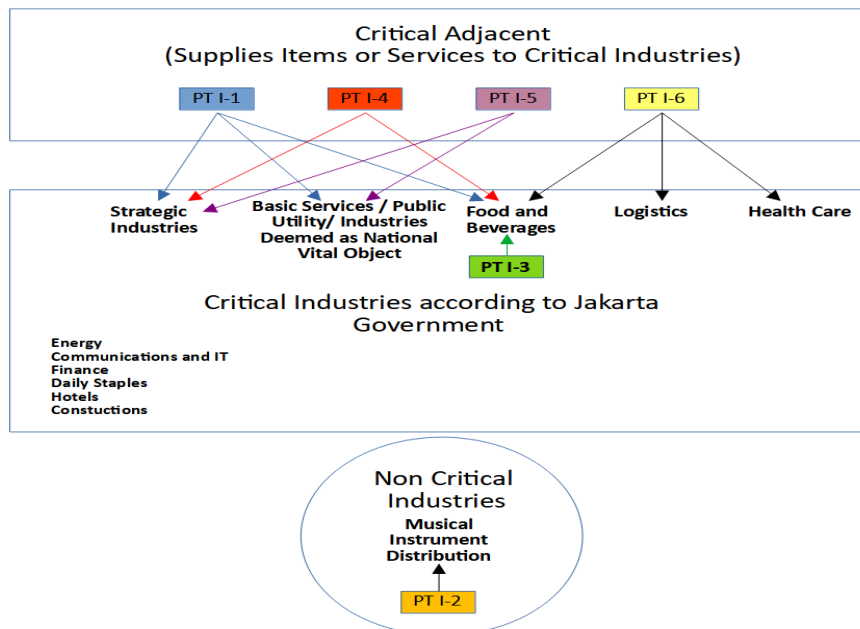 Critical Adjacent
(Supplies Items or Services to Critical Industries)
PT I-1
PT I-4
PT I-5
PT I-6
Strategic
Industries
Basic Services / Public
Utility/ Industries
Deemed as National
Vital Object
Food and
Beverages
Logistics
Health Care
PT I-3
Critical Industries according to Jakarta
Government
Energy
Communications and IT
Finance
Daily Staples
Hotels
Constuctions
Non Critical
Industries
Musical
Instrument
Distribution
PT I-2